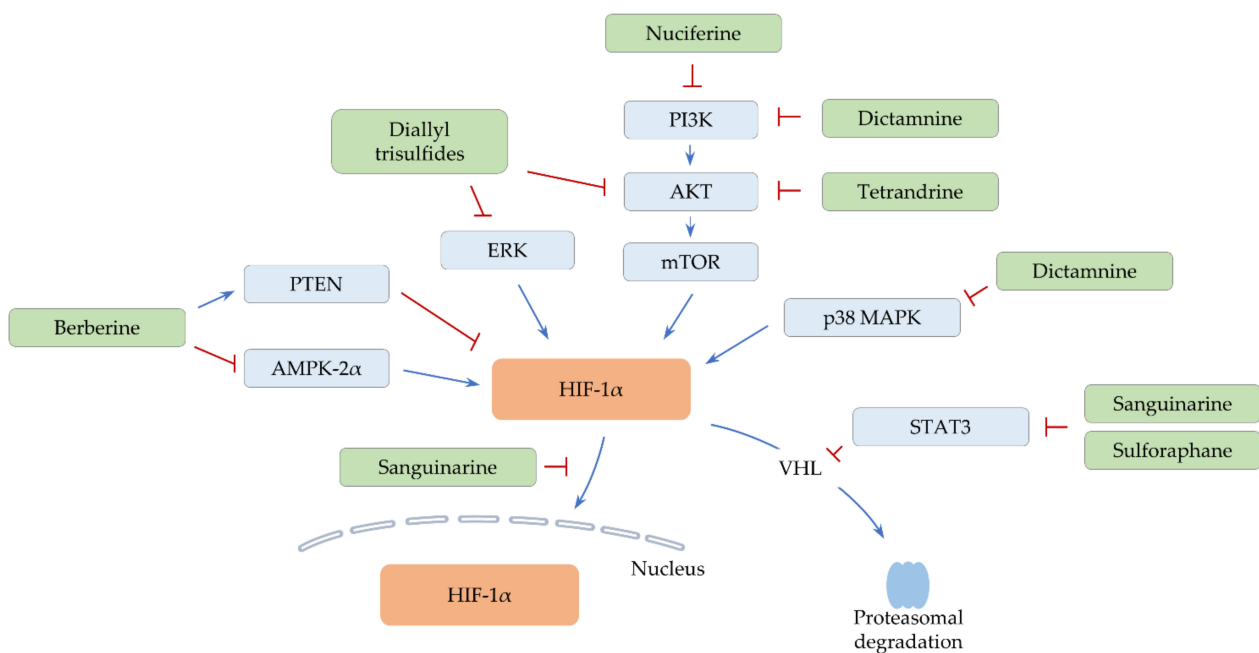 Nuciferine
PI3K
Dictamnine
Diallyl
trisulfides
AKT
Tetrandrine
ERK
mTOR
PTEN
Dictamnine
Berberine
p38 MAPK
AMPK-2α
HIF-1α
Sanguinarine
STAT3
Sulforaphane
Sanguinarine
VHL
Nucleus
HIF-1α
Proteasomal
degradation